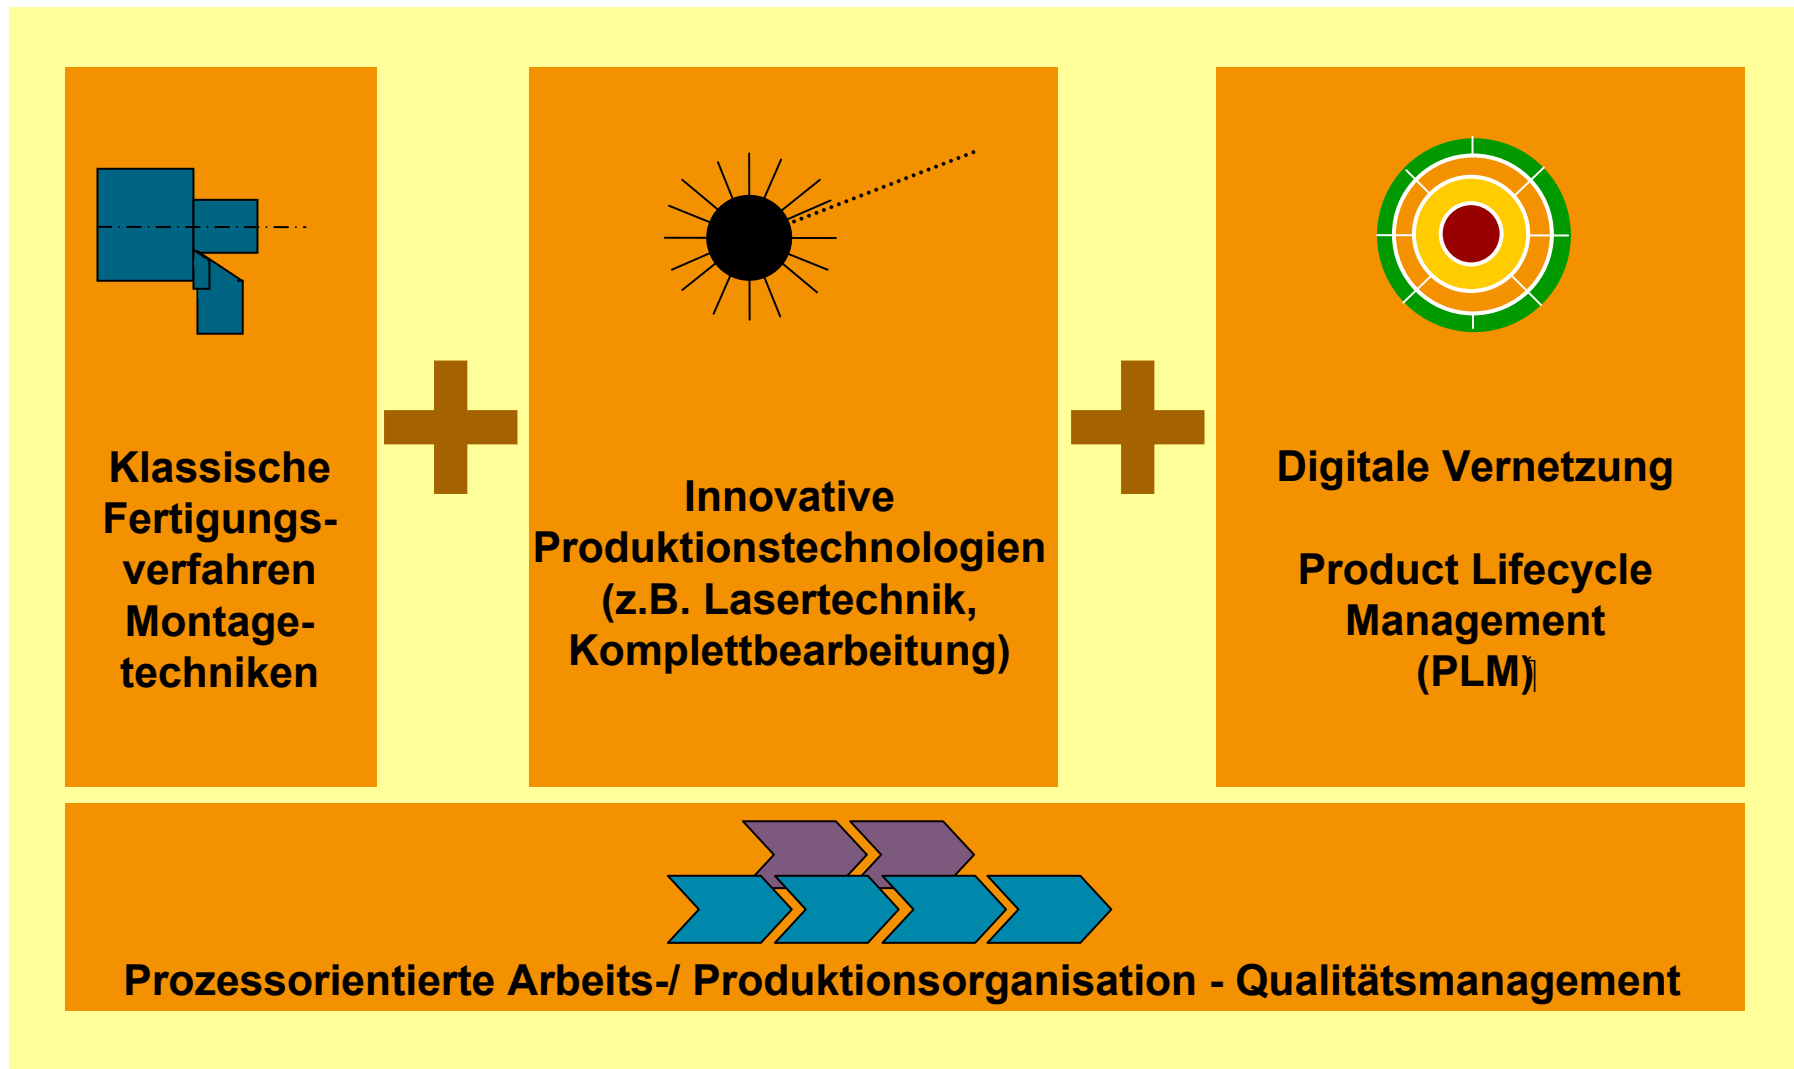 Klassische
Fertigungs-
verfahren
Montage-
techniken
Innovative
Produktionstechnologien
(z.B. Lasertechnik,
Komplettbearbeitung)
Digitale Vernetzung
Product Lifecycle
Management
(PLM)
Prozessorientierte Arbeits-/ Produktionsorganisation - Qualitätsmanagement